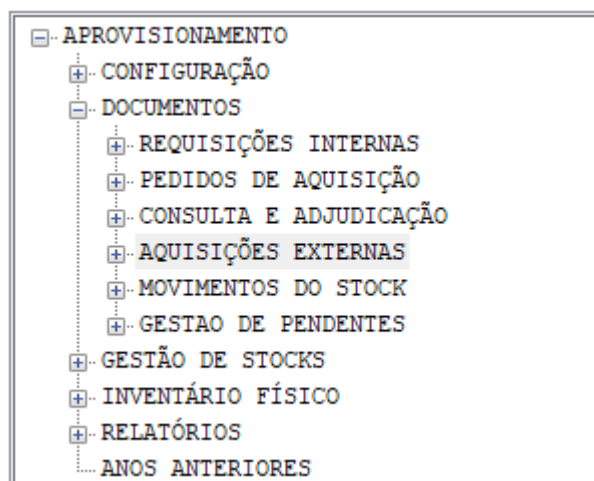 APROVISIONAMENTO
CONFIGURAÇÃO
DOCUMENTOS
REQUISIÇÕES INTERNAS
PEDIDOS DE AQUISIÇÃO
CONSULTA E ADJUDICAÇÃO
AQUISIÇÕES EXTERNAS
MOVIMENTOS DO STOCK
GESTAO DE PENDENTES
GESTÃO DE STOCKS
INVENTÁRIO FÍSICO
RELATÓRIOS
ANOS ANTERIORES